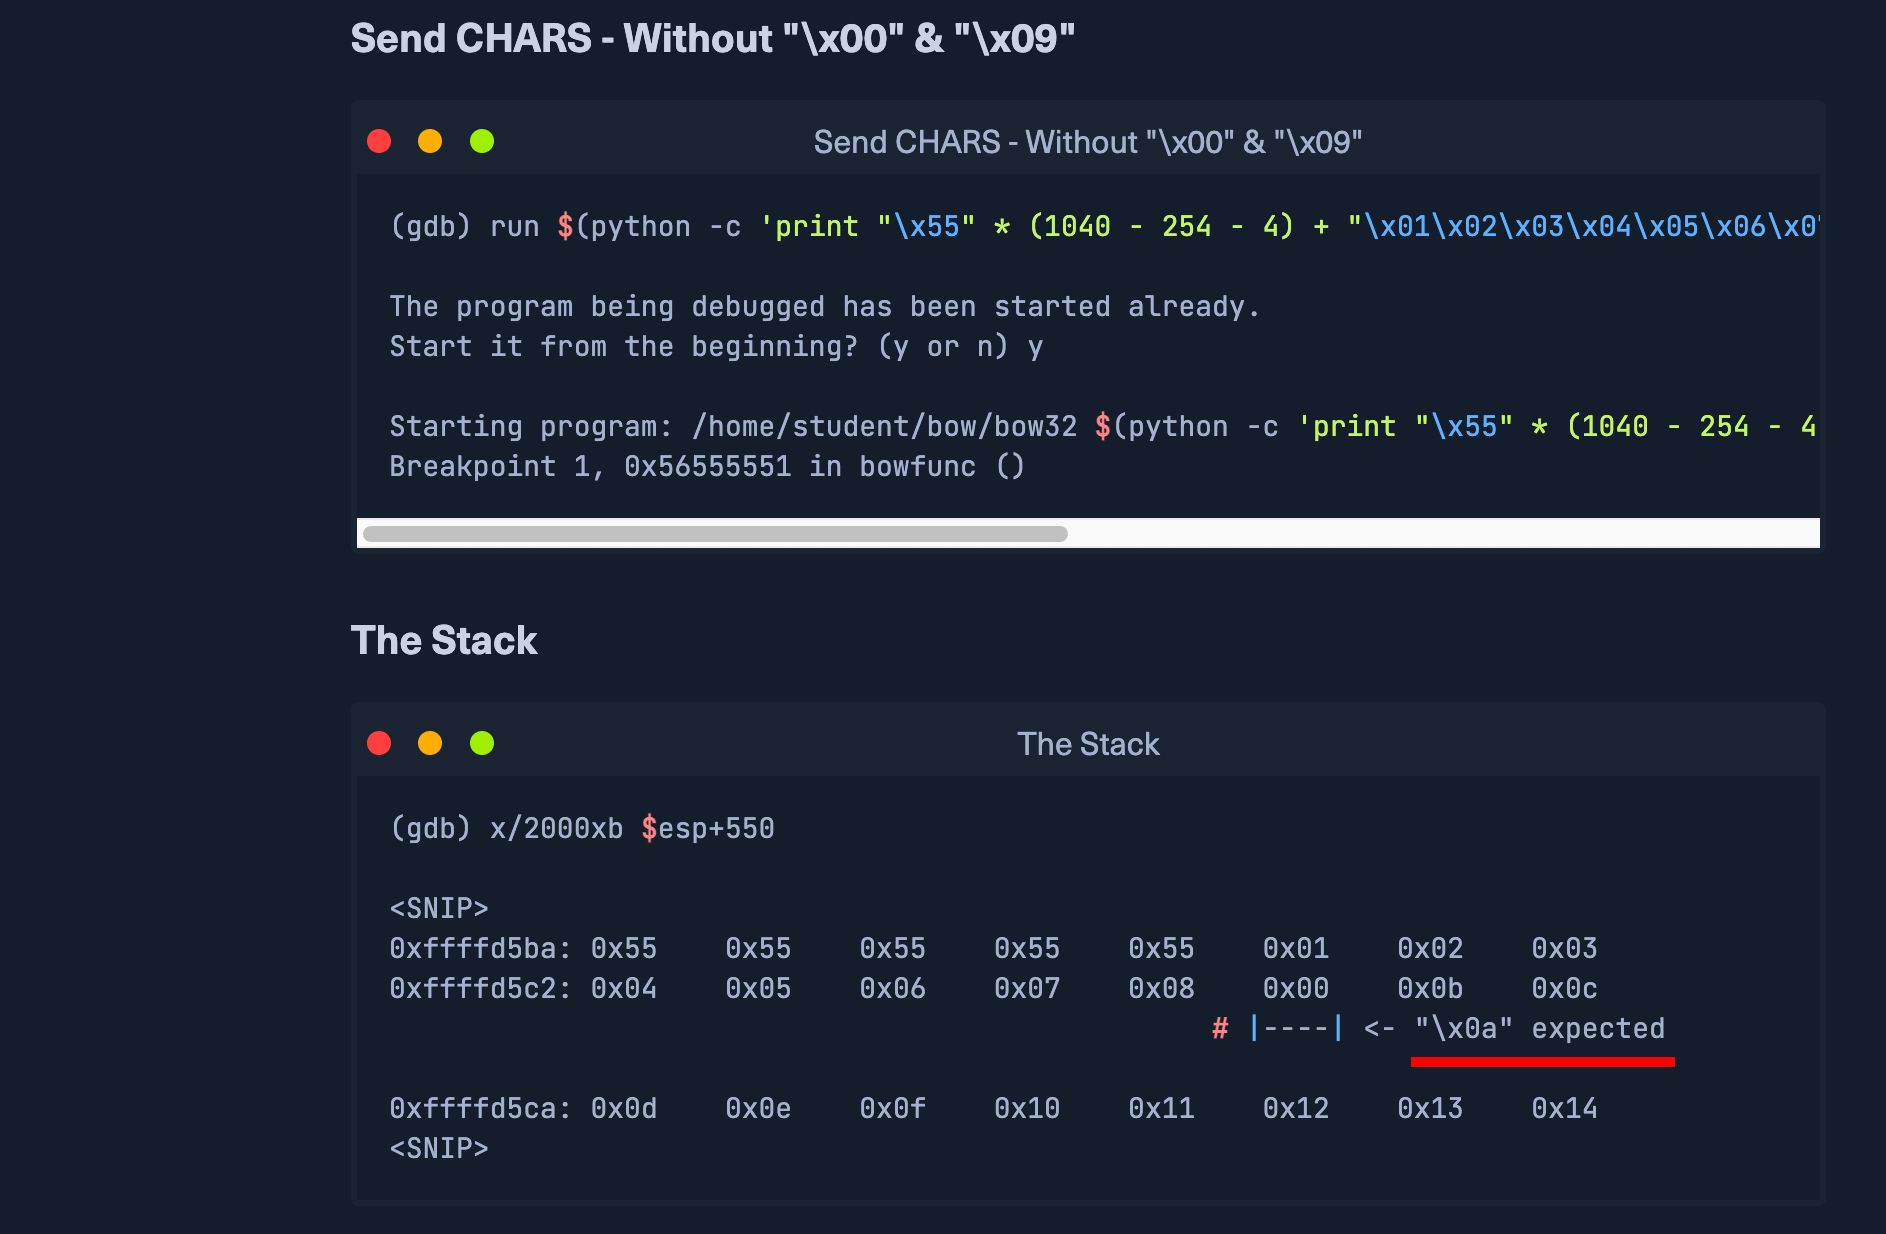 Send CHARS - Without "\x00" & "\x09"
Send CHARS - Without "\x00" & "\x09"
(gdb) run $(python -c 'print "\x55" * (1040 - 254 - 4) + "\x01\x02\x03\x04\x05\x06\x0
The program being debugged has been started already.
Start it from the beginning? (y or n) y
Starting program: /home/student/bow/bow32 $(python -c 'print "\x55" * (1040 - 254 - 4
Breakpoint 1, 0x56555551 in bowfunc ()
The Stack
The Stack
(gdb) x/2000xb $esp+550
<SNIP>
0xffffd5ba: 0x55 0x55 0x55 0x55 0x55 0x01 0x02 0x03
0xffffd5c2: 0x04 0x05 0x06 0x07 0x08 0x00 0x0b 0x0c
# |----| <- "\x0a" expected
0xffffd5ca: 0x0d 0x0e 0x0f 0x10 0x11 0x12 0x13 0x14
<SNIP>